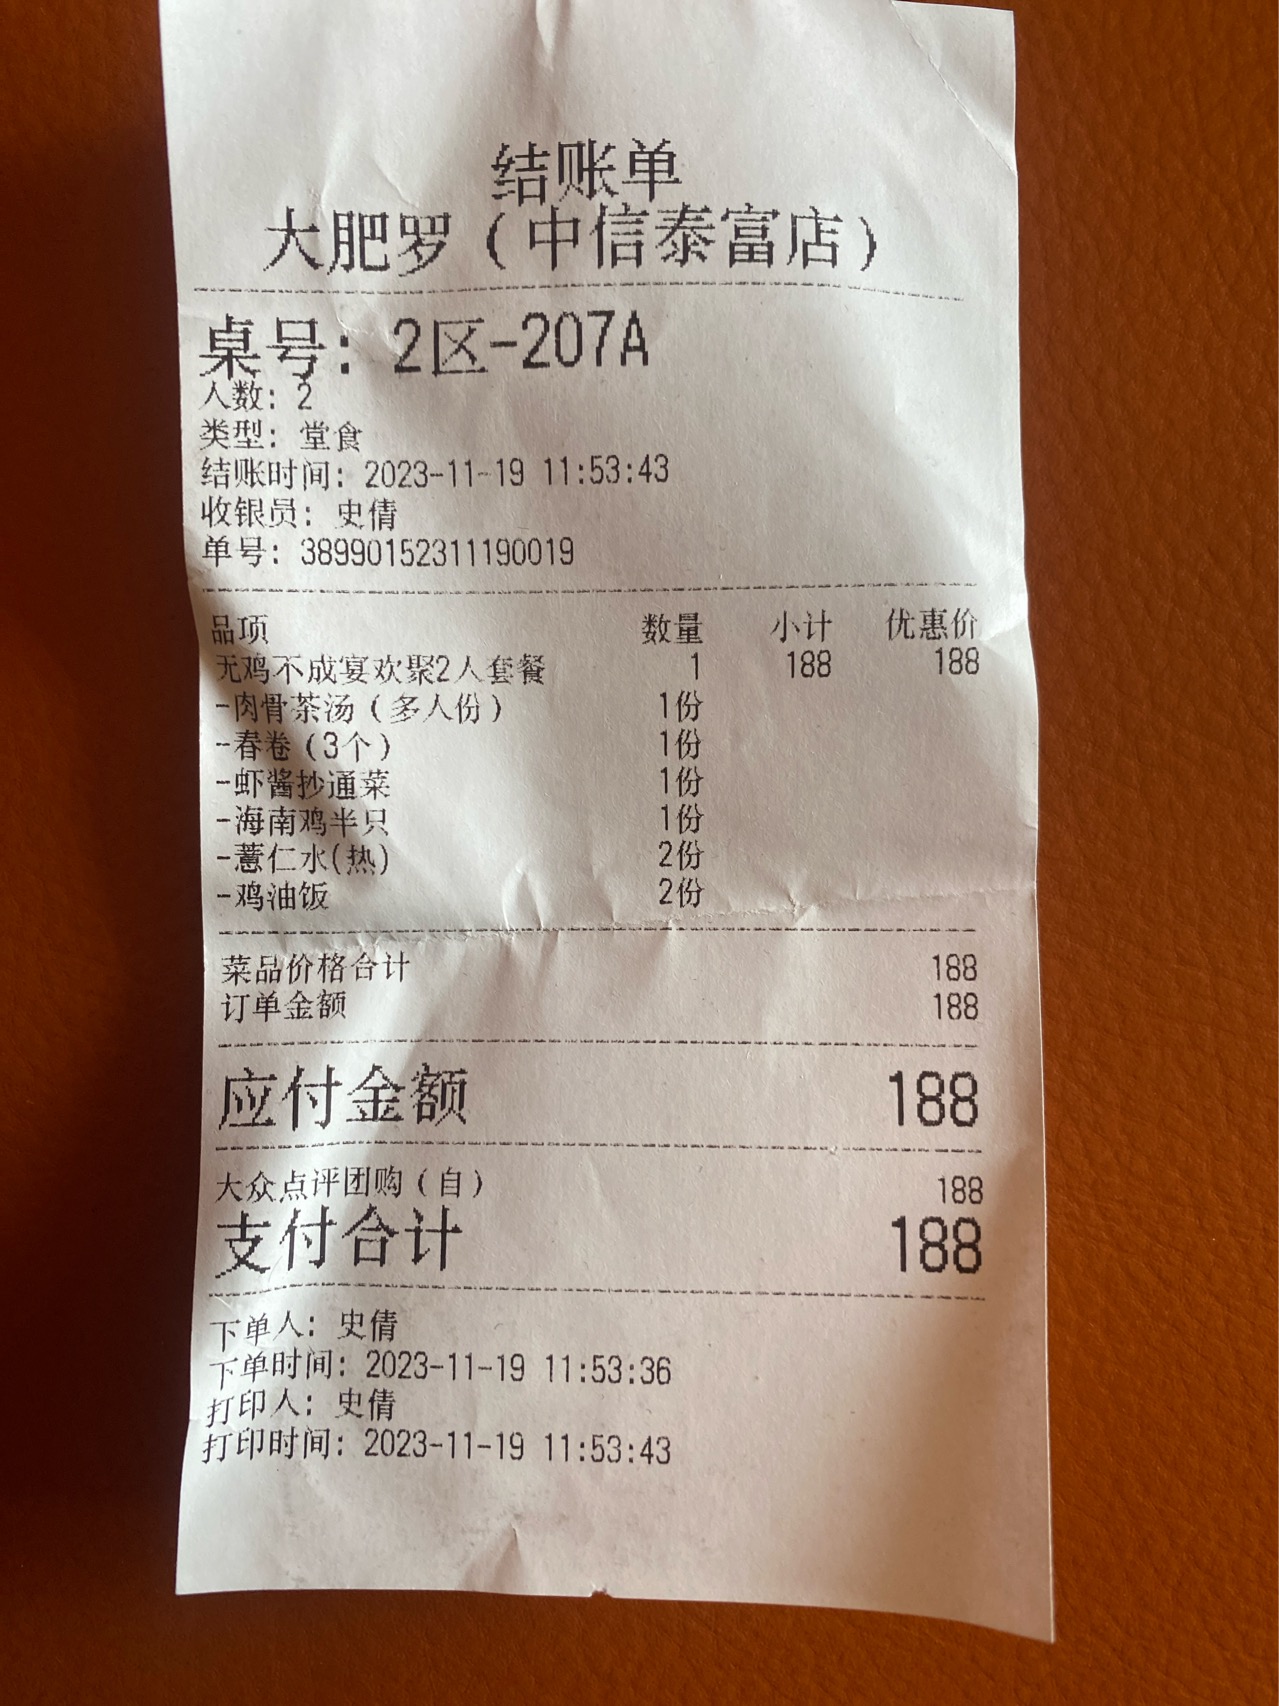 结账单
大肥罗（中信泰富店）
桌号：2区-207A
人数：2
类型：堂食
结账时间：2023-11-19 11:53:43
收银员：史倩
单号：38990152311190019
品项 数量 小计 优惠价
无鸡不成宴欢聚2人套餐 1 188 188
-肉骨茶汤（多人份） 1份
-春卷（3个） 1份
-虾酱抄通菜 1份
-海南鸡半只 1份
-薏仁水(热) 2份
-鸡油饭 2份
菜品价格合计 188
订单金额 188
应付金额 188
大众点评团购（自） 188
支付合计 188
下单人：史倩
下单时间：2023-11-19 11:53:36
打印人：史倩
打印时间：2023-11-19 11:53:43